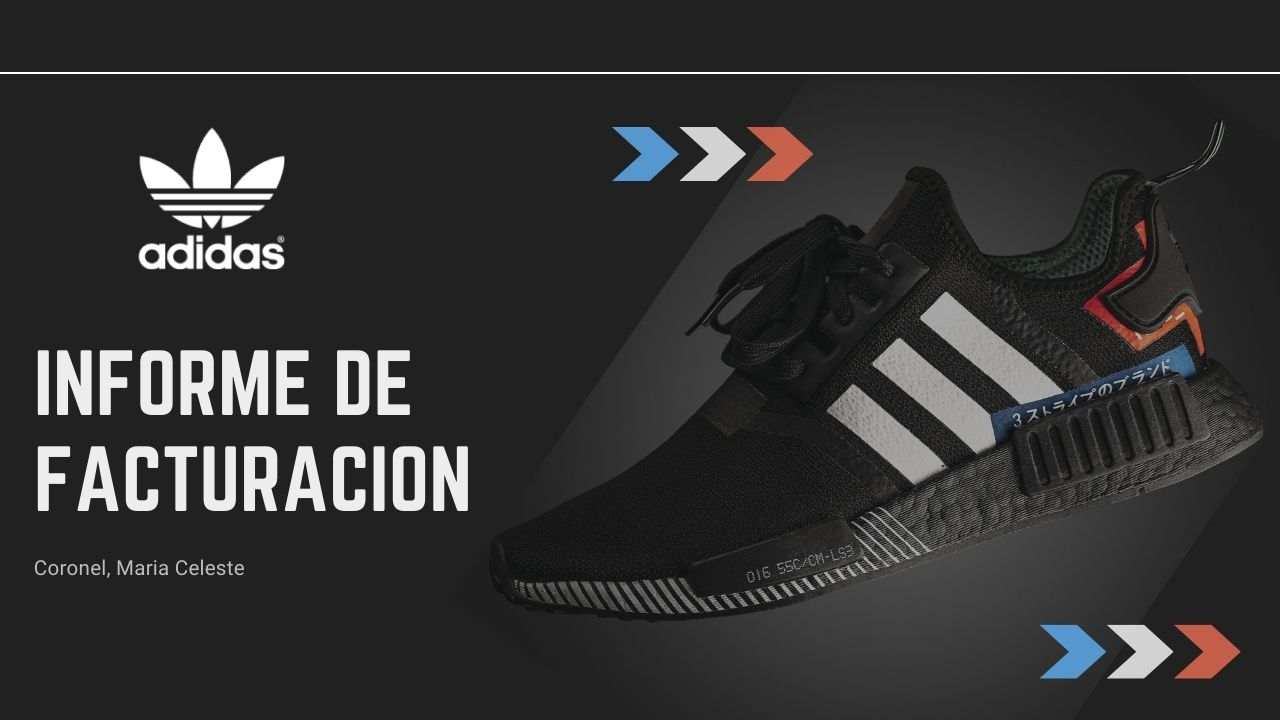 adidas®
INFORME DE
FACTURACION
Coronel, Maria Celeste
3ストライプのブランド
016 55C/CM-LS3